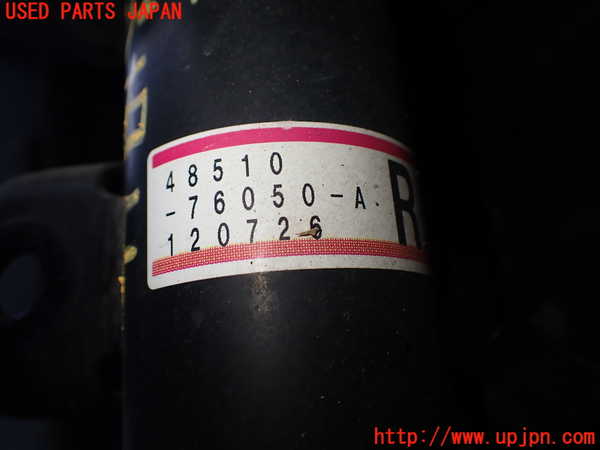 USED PARTS JAPAN
48510
-76050-A
120726
R
http://www.upjpn.com/